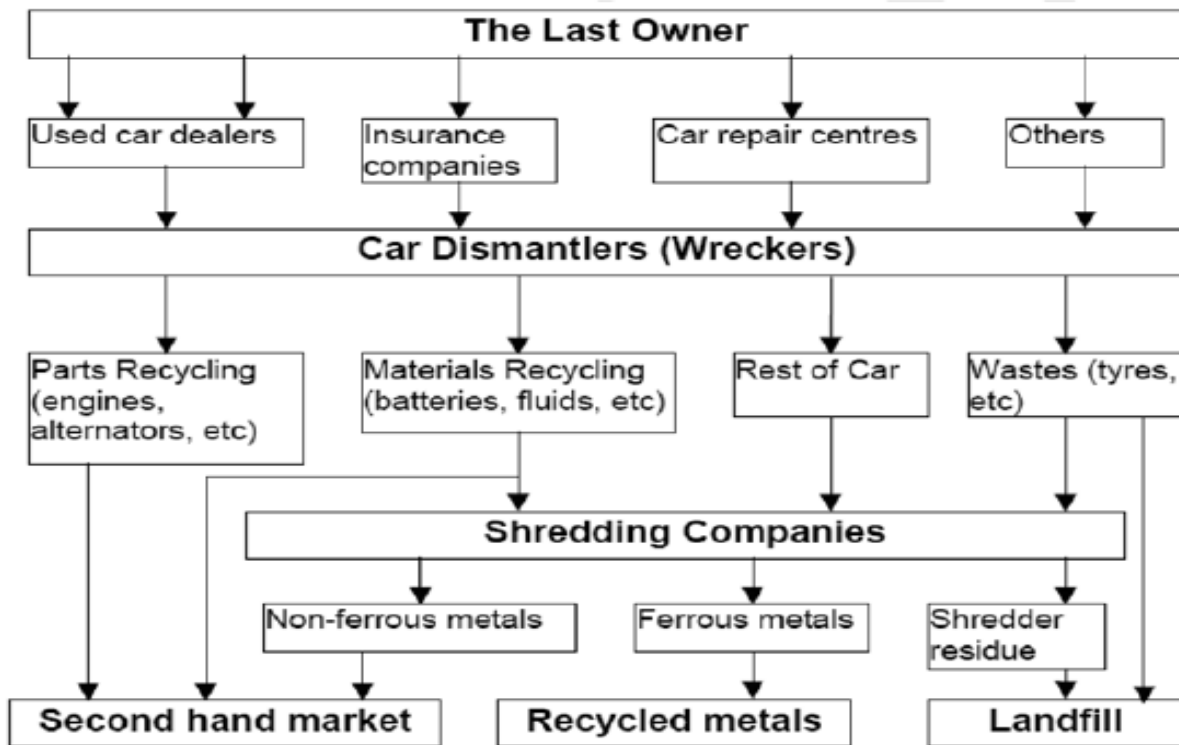 The Last Owner
Used car dealers
Insurance
companies
Car repair centres
Others
Car Dismantlers (Wreckers)
Parts Recycling
(engines,
alternators, etc)
Materials Recycling
(batteries, fluids, etc)
Rest of Car
Wastes (tyres,
etc)
Shredding Companies
Non-ferrous metals
Ferrous metals
Shredder
residue
Second hand market
Recycled metals
Landfill